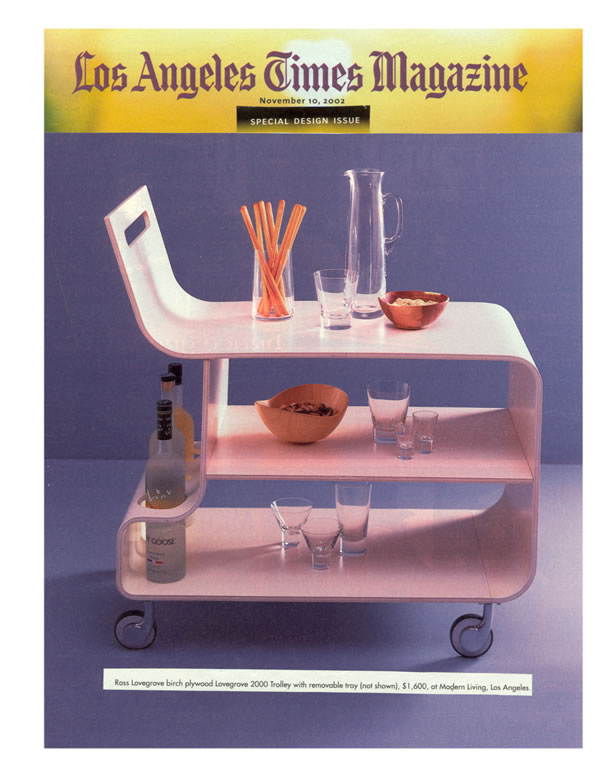 Los Angeles Times Magazine
November 10, 2002
SPECIAL DESIGN ISSUE
GOOSE
Ross Lovegrove birch plywood Lovegrove 2000 Trolley with removable tray (not shown), $1,600, at Modern Living, Los Angeles.